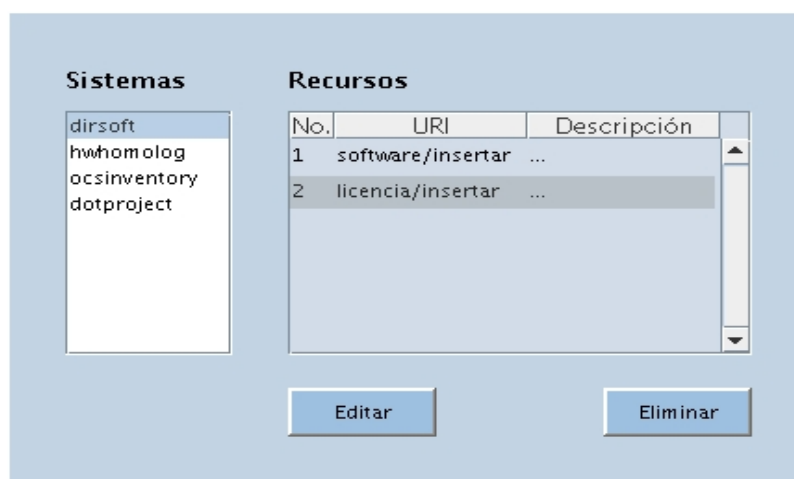 Sistemas
Recursos
dirsoft
hwhomolog
ocsinventory
dotproject
No. URI Descripción
1 software/insertar ...
2 licencia/insertar ...
Editar
Eliminar